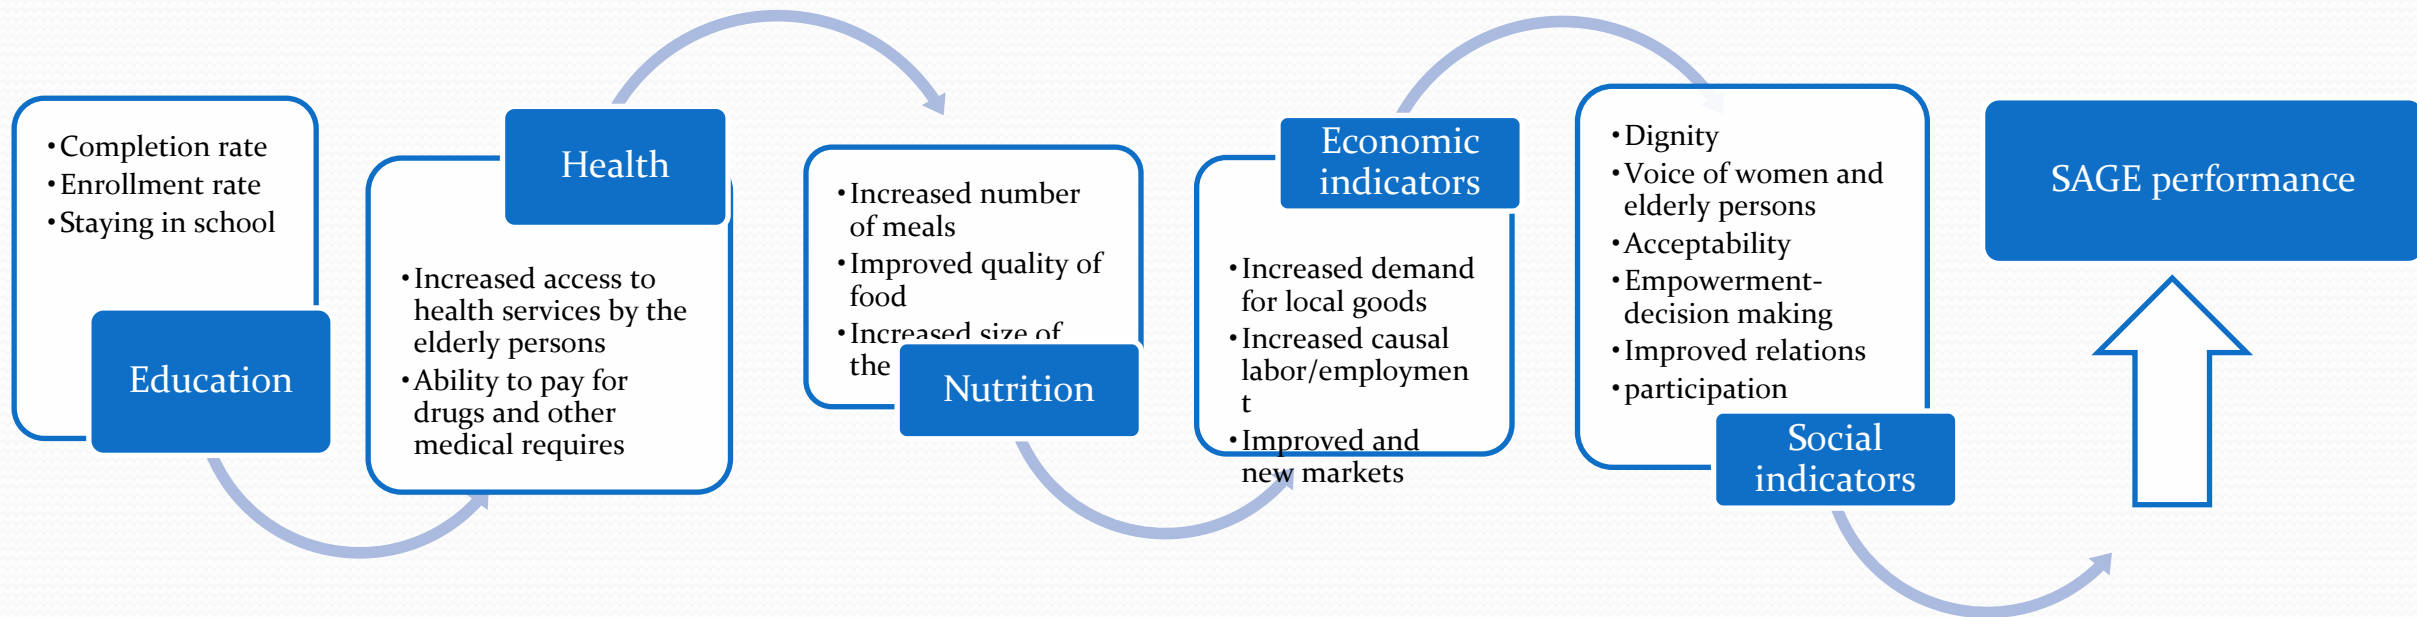 •Completion rate
•Enrollment rate
•Staying in school
Education
Health
•Increased access to
health services by the
elderly persons
•Ability to pay for
drugs and other
medical requires
•Increased number
of meals
•Improved quality of
food
•Increased size of
the
Nutrition
Economic
indicators
•Increased demand
for local goods
•Increased causal
labor/employmen
t
•Improved and
new markets
•Dignity
•Voice of women and
elderly persons
•Acceptability
•Empowerment-
decision making
•Improved relations
•participation
Social
indicators
SAGE performance